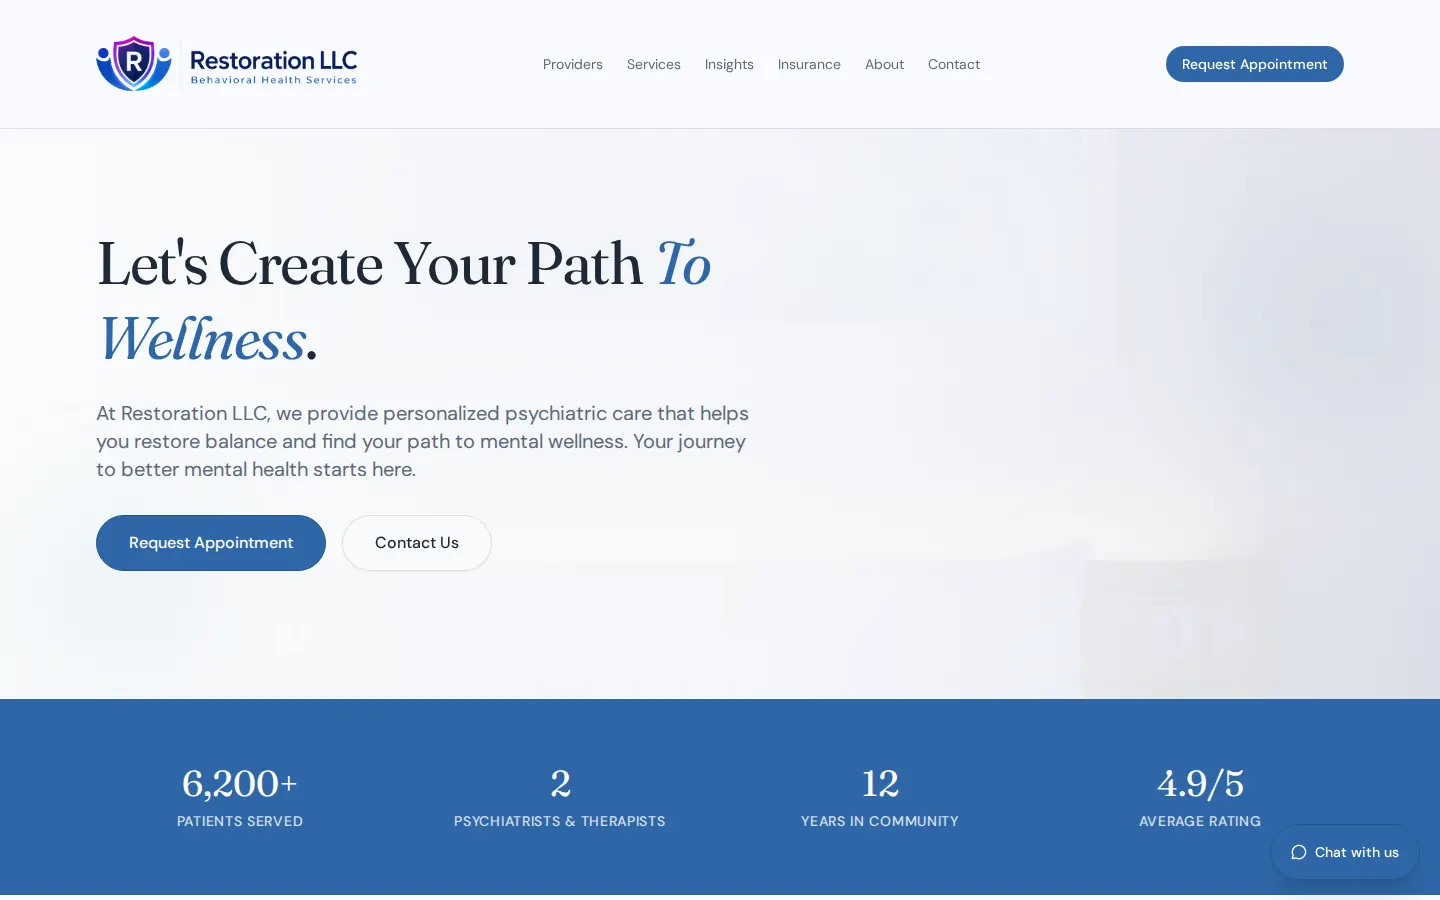 Restoration LLC
Behavioral Health Services
Providers
Services
Insights
Insurance
About
Contact
Request Appointment
Let's Create Your Path To
Wellness.
At Restoration LLC, we provide personalized psychiatric care that helps
you restore balance and find your path to mental wellness. Your journey
to better mental health starts here.
Request Appointment
Contact Us
6,200+
PATIENTS SERVED
2
PSYCHIATRISTS & THERAPISTS
12
YEARS IN COMMUNITY
4.9/5
AVERAGE RATING
Chat with us